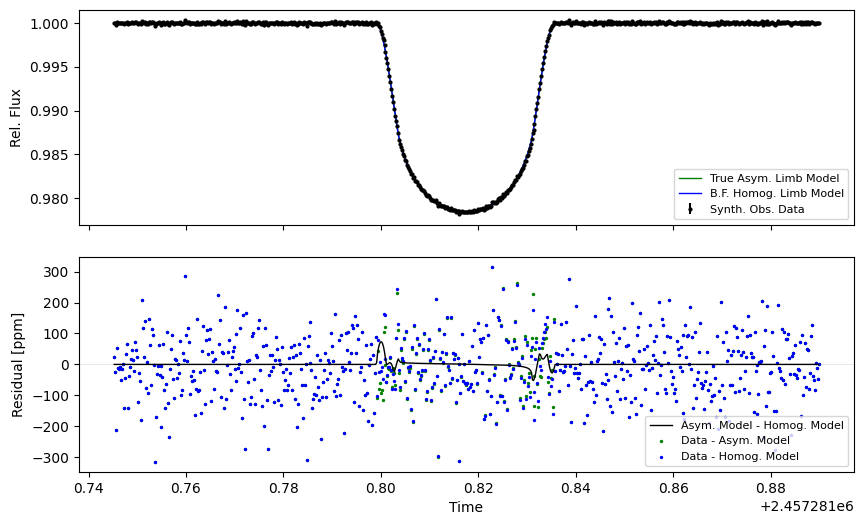 1.000
0.995
0.990
0.985
0.980
Rel. Flux
True Asym. Limb Model
B.F. Homog. Limb Model
Synth. Obs. Data
300
200
100
0
−100
−200
−300
Residual [ppm]
Asym. Model - Homog. Model
Data - Asym. Model
Data - Homog. Model
0.74 0.76 0.78 0.80 0.82 0.84 0.86 0.88
Time
+2.457281e6